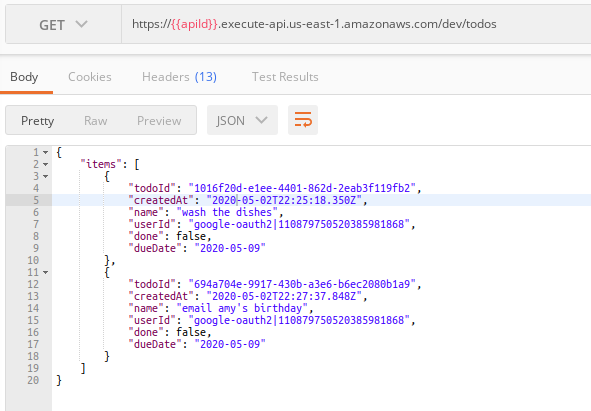 GET https://{{apiId}}.execute-api.us-east-1.amazonaws.com/dev/todos
Body Cookies Headers (13) Test Results
Pretty Raw Preview JSON
1 {
2 "items": [
3 {
4 "todoId": "1016f20d-e1ee-4401-862d-2eab3f119fb2",
5 "createdAt": "2020-05-02T22:25:18.350Z",
6 "name": "wash the dishes",
7 "userId": "google-oauth2|110879750520385981868",
8 "done": false,
9 "dueDate": "2020-05-09"
10 },
11 {
12 "todoId": "694a704e-9917-430b-a3e6-b6ec2080b1a9",
13 "createdAt": "2020-05-02T22:27:37.848Z",
14 "name": "email amy's birthday",
15 "userId": "google-oauth2|110879750520385981868",
16 "done": false,
17 "dueDate": "2020-05-09"
18 }
19 ]
20 }